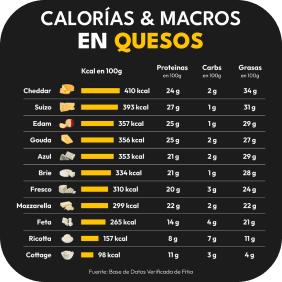 CALORÍAS & MACROS
EN QUESOS
Kcal en 100g Proteinas en 100g Carbs en 100g Grasas en 100g
Cheddar 410 kcal 24 g 2 g 34 g
Suizo 393 kcal 27 g 1 g 31 g
Edam 357 kcal 25 g 1 g 29 g
Gouda 356 kcal 25 g 2 g 27 g
Azul 353 kcal 21 g 2 g 29 g
Brie 334 kcal 21 g 1 g 28 g
Fresco 310 kcal 20 g 3 g 24 g
Mozzarella 299 kcal 22 g 2 g 22 g
Feta 265 kcal 14 g 4 g 21 g
Ricotta 157 kcal 8 g 7 g 11 g
Cottage 98 kcal 11 g 3 g 4 g
Fuente: Base de Datos Verificada de Fitia